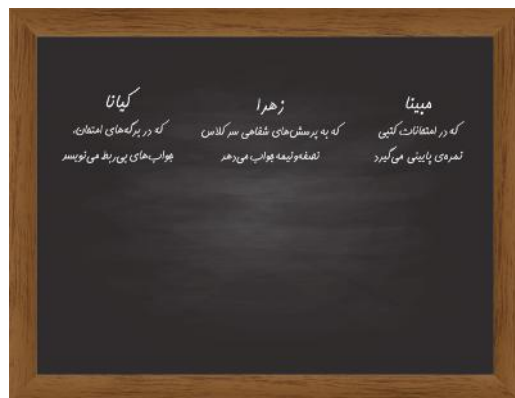 مبینا
که در امتحانات کتبی
نمره‌ی پایینی می‌گیرد
زهرا
که به پرسش‌های شفاهی سر کلاس
نصفه‌ونیمه جواب می‌دهد
کیانا
که در برگه‌های امتحان،
جواب‌های بی‌ربط می‌نویسد